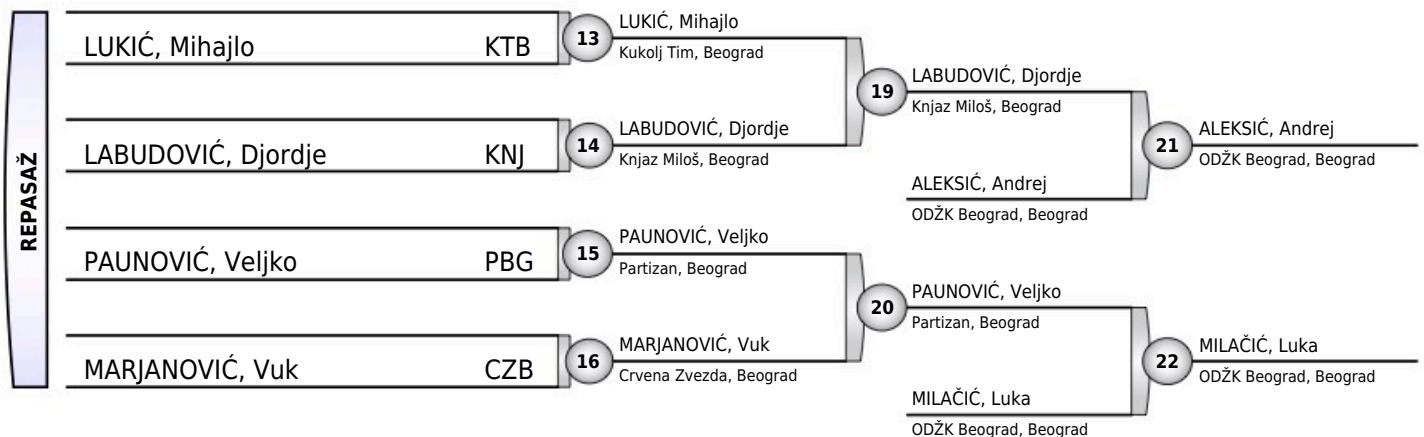 REPASAŽ
LUKIĆ, Mihajlo KTB
LABUDOVIĆ, Djordje KNJ
PAUNOVIĆ, Veljko PBG
MARJANOVIĆ, Vuk CZB
13
LUKIĆ, Mihajlo
Kukolj Tim, Beograd
14
LABUDOVIĆ, Djordje
Knjaz Miloš, Beograd
15
PAUNOVIĆ, Veljko
Partizan, Beograd
16
MARJANOVIĆ, Vuk
Crvena Zvezda, Beograd
19
LABUDOVIĆ, Djordje
Knjaz Miloš, Beograd
ALEKSIĆ, Andrej
ODŽK Beograd, Beograd
20
PAUNOVIĆ, Veljko
Partizan, Beograd
MILAČIĆ, Luka
ODŽK Beograd, Beograd
21
ALEKSIĆ, Andrej
ODŽK Beograd, Beograd
22
MILAČIĆ, Luka
ODŽK Beograd, Beograd